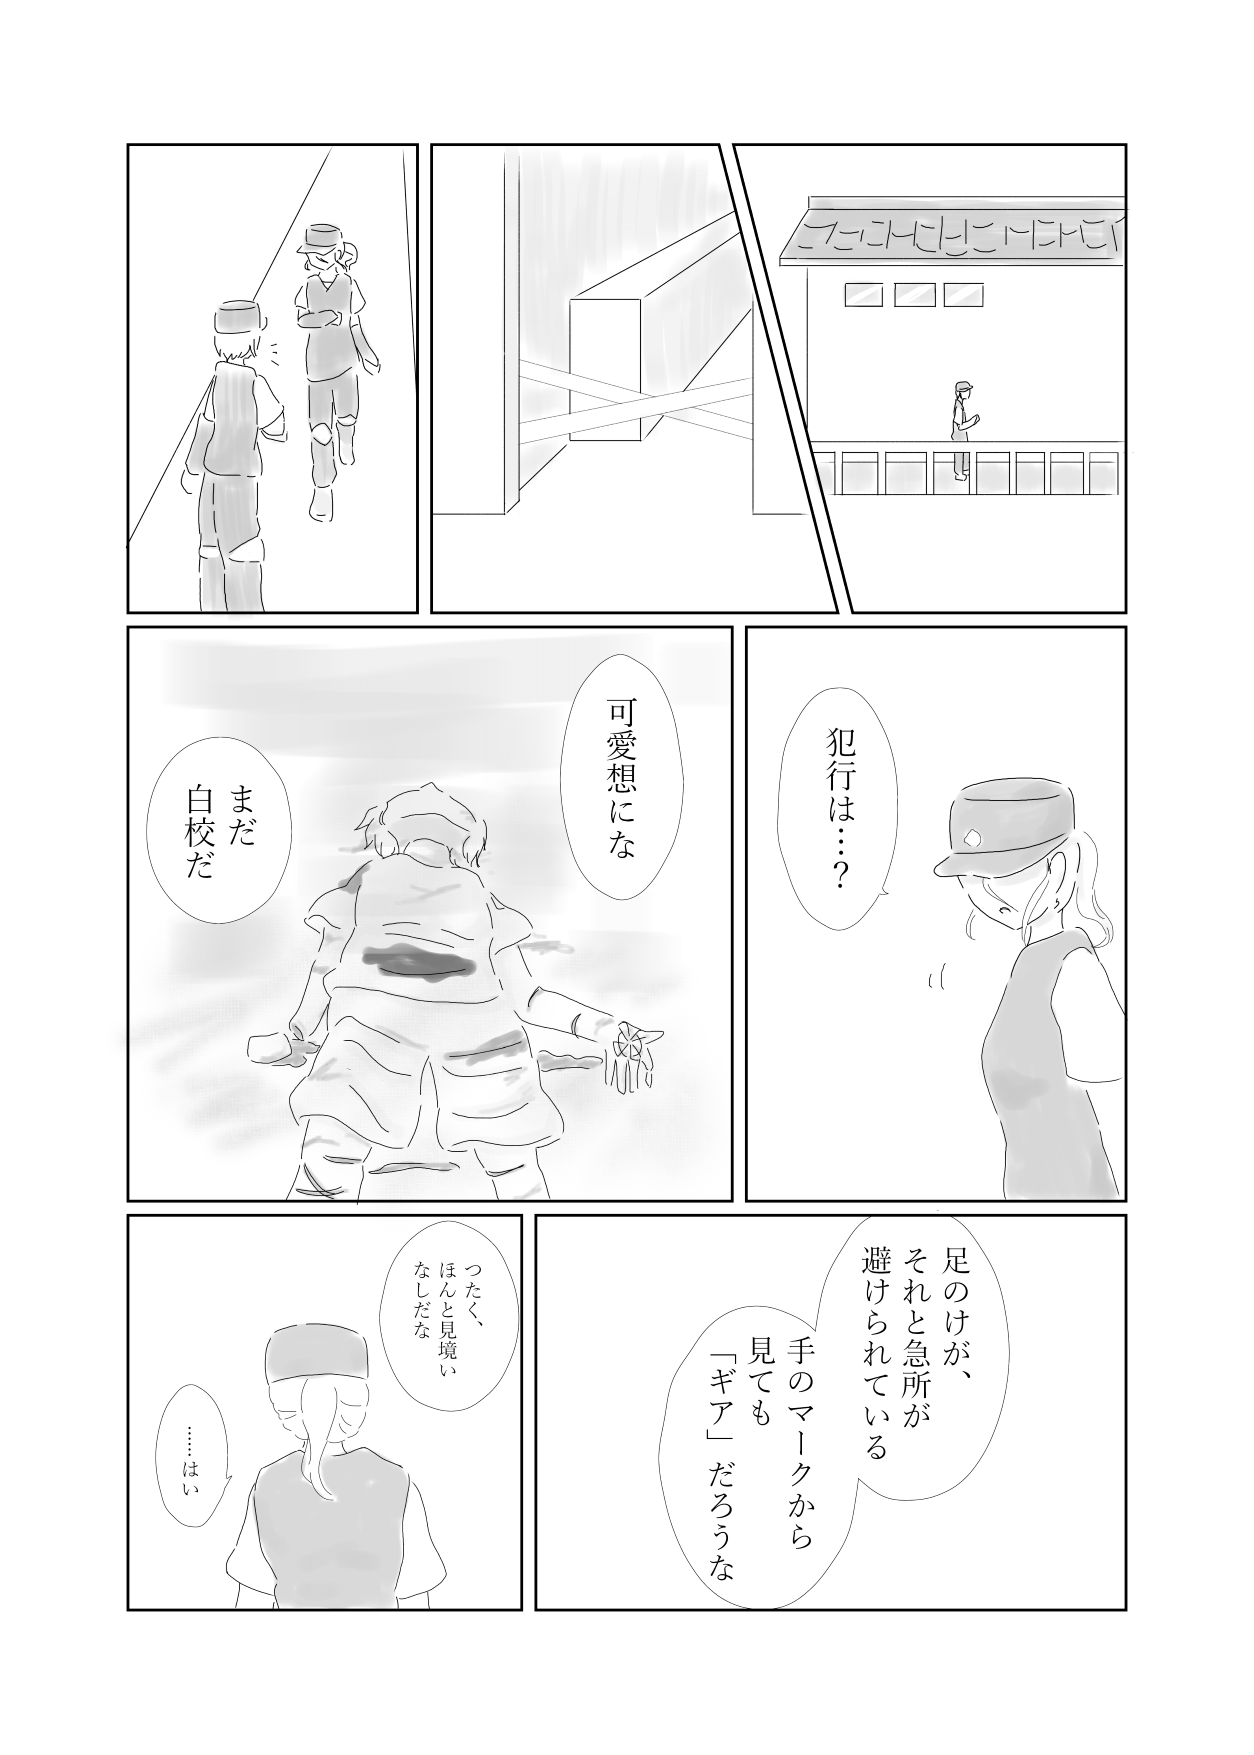 犯行は…？
可愛想にな
まだ
白校だ
足のけが、
それと急所が
避けられている
手のマークから
見ても
「ギア」だろうな
つたく、
ほんと見境い
なしだな
……はい